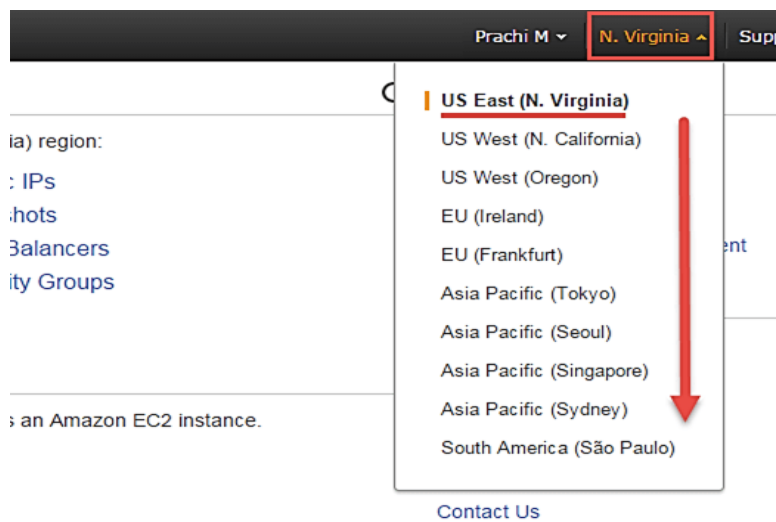 Prachi M N. Virginia Supp
US East (N. Virginia)
US West (N. California)
US West (Oregon)
EU (Ireland)
EU (Frankfurt)
Asia Pacific (Tokyo)
Asia Pacific (Seoul)
Asia Pacific (Singapore)
Asia Pacific (Sydney)
South America (São Paulo)
ia) region:
c IPs
shots
Balancers
ity Groups
ent
s an Amazon EC2 instance.
Contact Us